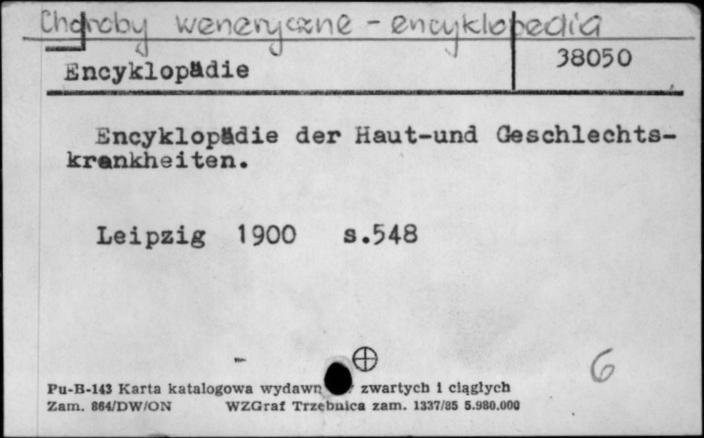 Choroby weneryczne - encyklopedia
Encyklopädie
38050
Encyklopädie der Haut-und Geschlechts-
krankheiten.
Leipzig 1900 s.548
6
Pu-B-143 Karta katalogowa wydawn zwartych i ciągłych
Zam. 864/DW/ON WZGraf Trzebnica zam. 1337/85 5.980.000